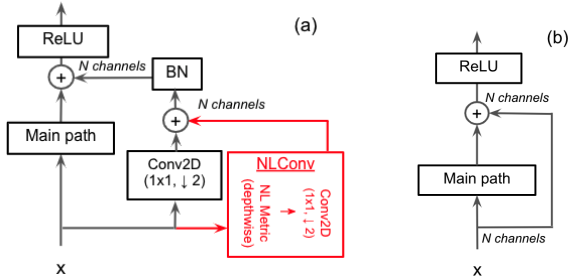 (a)
ReLU
N channels
+
BN
N channels
+
Main path
Conv2D
(1x1, ↓ 2)
NLConv
NL Metric
(depthwise)
→
Conv2D
(1x1, ↓ 2)
x
(b)
ReLU
N channels
+
Main path
N channels
x